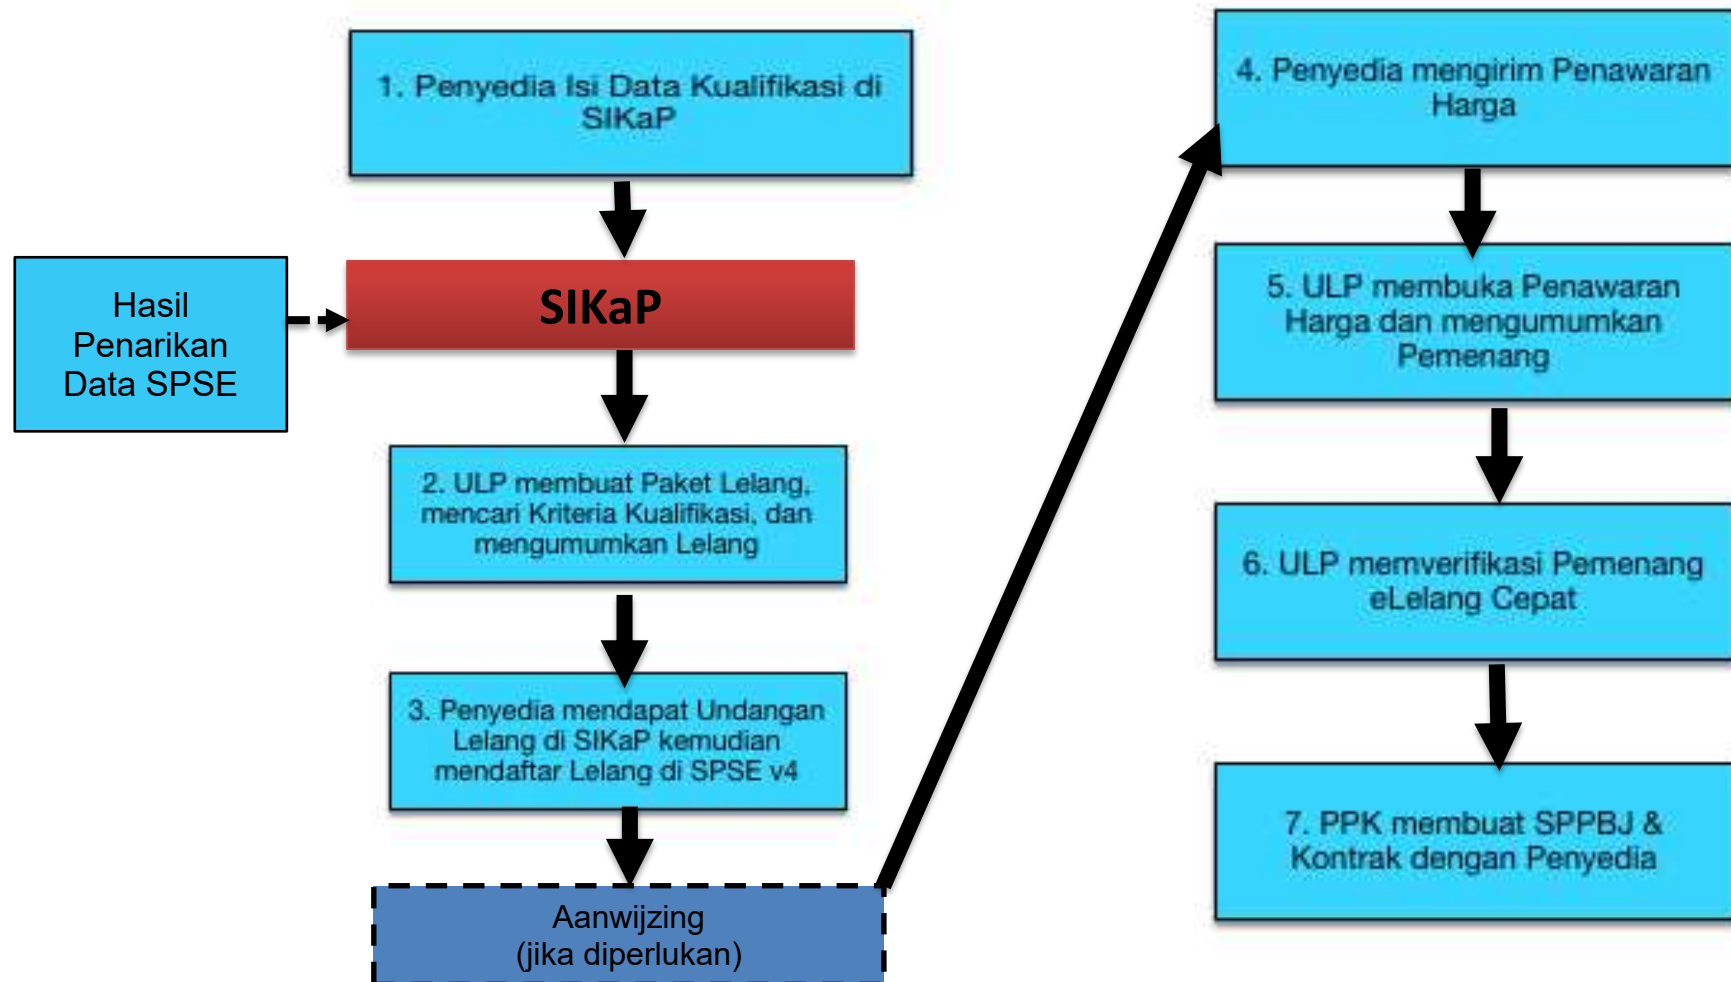 1. Penyedia Isi Data Kualifikasi di
SIKaP
Hasil
Penarikan
Data SPSE
SIKaP
2. ULP membuat Paket Lelang,
mencari Kriteria Kualifikasi, dan
mengumumkan Lelang
3. Penyedia mendapat Undangan
Lelang di SIKaP kemudian
mendaftar Lelang di SPSE v4
Aanwijzing
(jika diperlukan)
4. Penyedia mengirim Penawaran
Harga
5. ULP membuka Penawaran
Harga dan mengumumkan
Pemenang
6. ULP memverifikasi Pemenang
eLelang Cepat
7. PPK membuat SPPBJ &
Kontrak dengan Penyedia